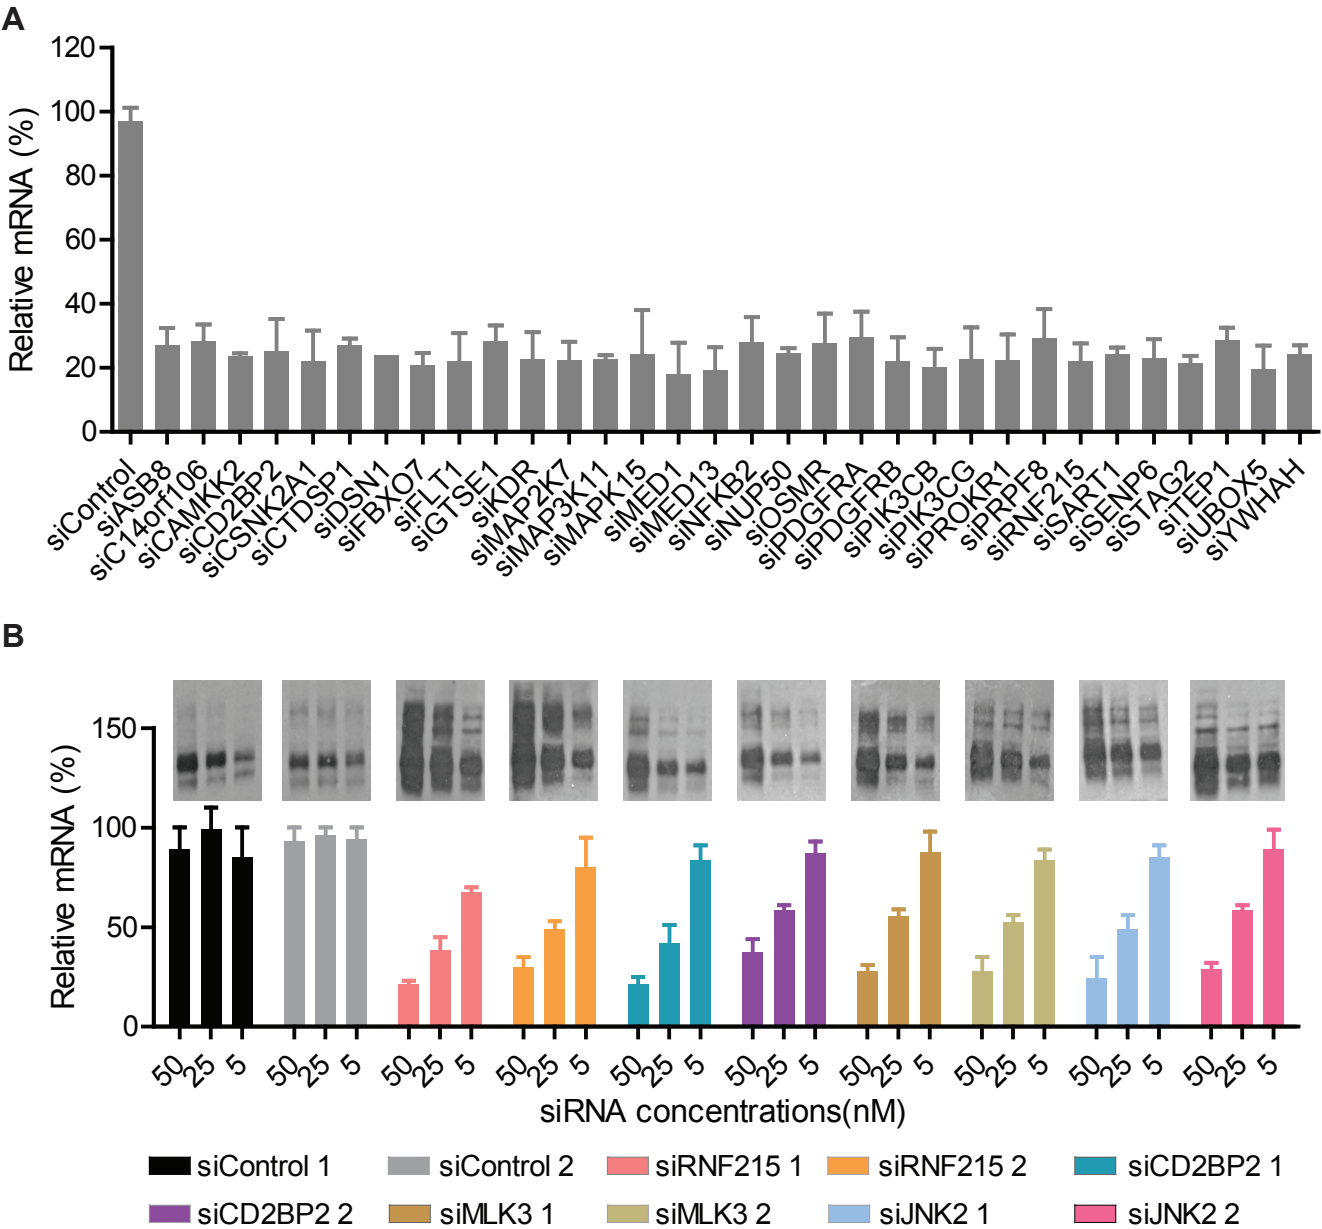 A
Relative mRNA (%)
120
100
80
60
40
20
0
siControl
siASB8
siC14orf106
siCAMKK2
siCD2BP2
siCSNK2A1
siCTDSP1
siDSN1
siFBXO7
siFLT1
siGTSE1
siKDR
siMAP2K7
siMAP3K11
siMAPK15
siMED1
siMED13
siNFKB2
siNUP50
siOSMR
siPDGFRA
siPDGFRB
siPIK3CB
siPIK3CG
siPROKR1
siPRPF8
siRNF215
siSART1
siSENP6
siSTAG2
siTEP1
siUBOX5
siYWHAH
B
Relative mRNA (%)
150
100
50
0
50 25 5 50 25 5 50 25 5 50 25 5 50 25 5 50 25 5 50 25 5 50 25 5 50 25 5 50 25 5
siRNA concentrations(nM)
siControl 1 siControl 2 siRNF215 1 siRNF215 2 siCD2BP2 1
siCD2BP2 2 siMLK3 1 siMLK3 2 siJNK2 1 siJNK2 2